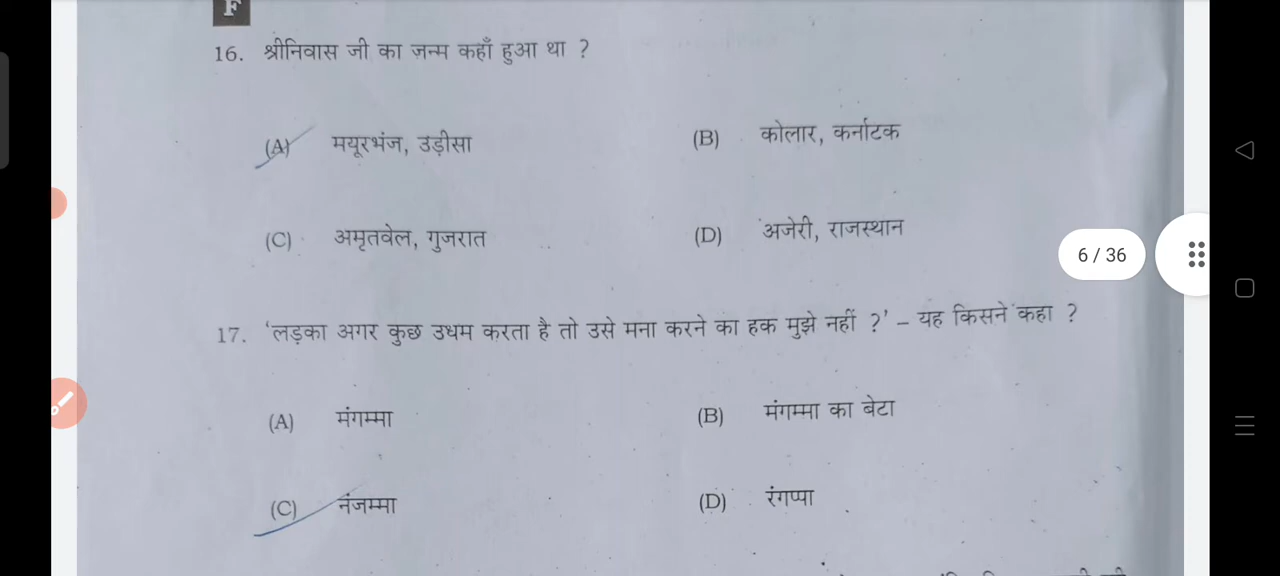 F
16. श्रीनिवास जी का जन्म कहाँ हुआ था ?
(A) मयूरभंज, उड़ीसा
(B) कोलार, कर्नाटक
(C) अमृतवेल, गुजरात
(D) अजेरी, राजस्थान
6 / 36
17. 'लड़का अगर कुछ उधम करता है तो उसे मना करने का हक मुझे नहीं ?' – यह किसने कहा ?
(A) मंगम्मा
(B) मंगम्मा का बेटा
(C) नंजम्मा
(D) रंगप्पा